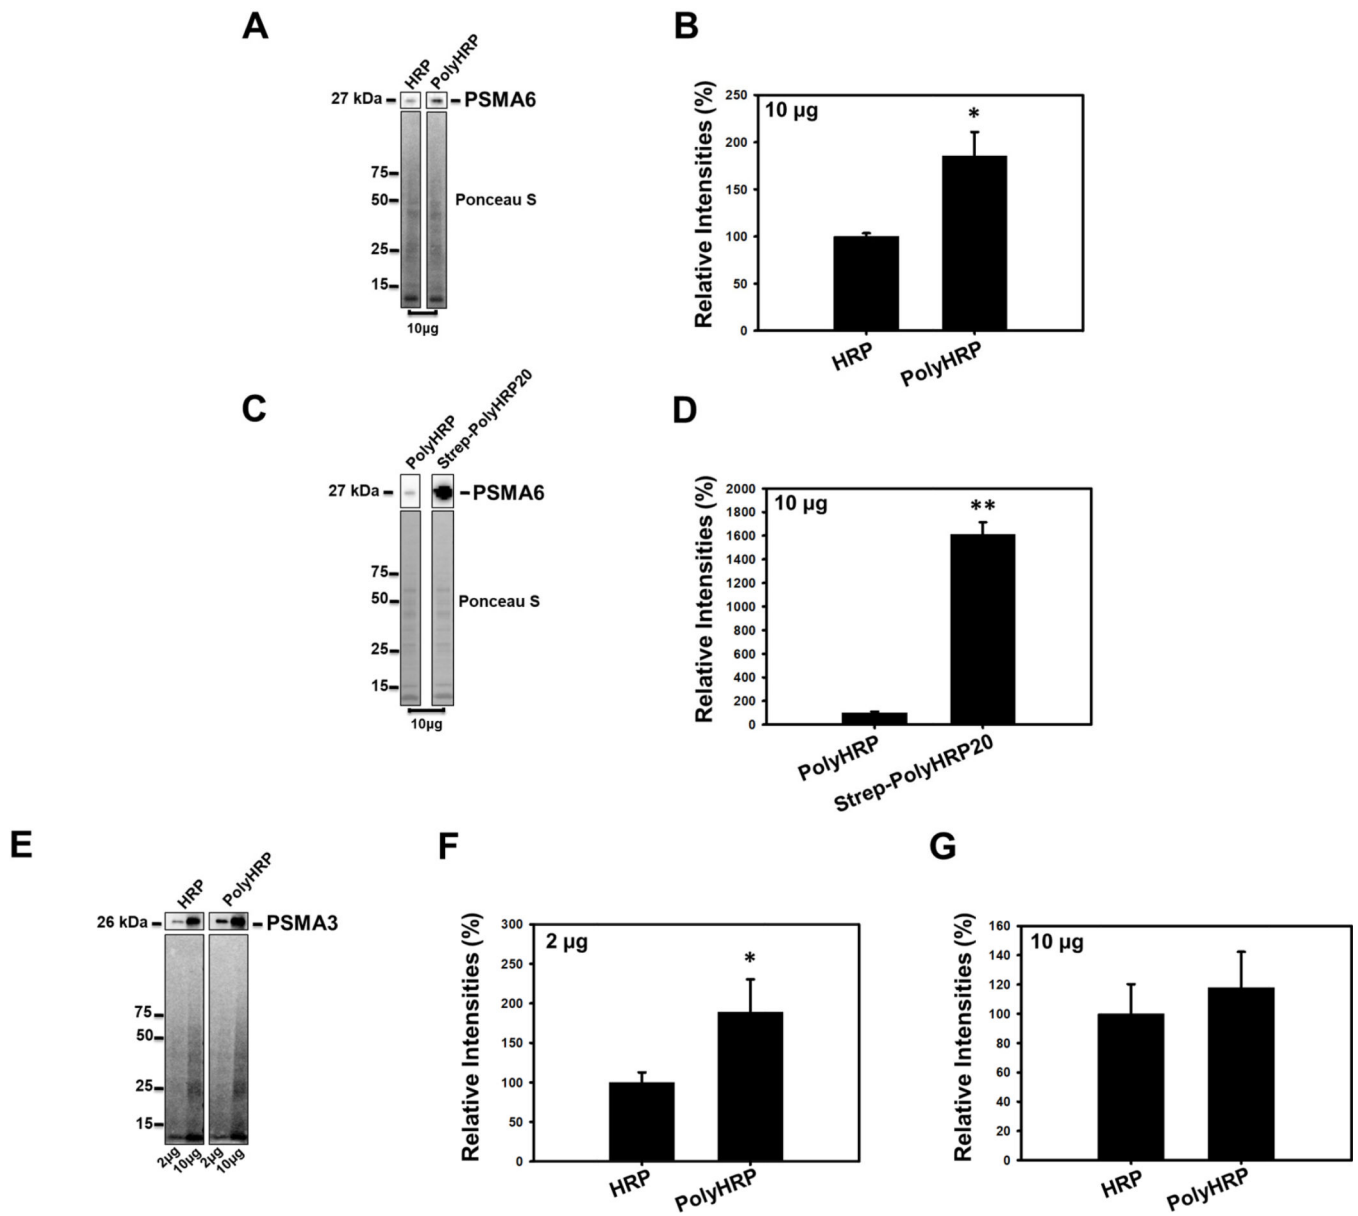 A
HRP
PolyHRP
27 kDa
PSMA6
75
50
25
15
Ponceau S
10µg
B
Relative Intensities (%)
250
200
150
100
50
0
10 µg
*
HRP
PolyHRP
C
PolyHRP
Strep-PolyHRP20
27 kDa
PSMA6
75
50
25
15
Ponceau S
10µg
D
Relative Intensities (%)
2000
1800
1600
1400
1200
1000
800
600
400
200
0
10 µg
**
PolyHRP
Strep-PolyHRP20
E
HRP
PolyHRP
26 kDa
PSMA3
75
50
25
15
2µg
10µg
2µg
10µg
F
Relative Intensities (%)
300
250
200
150
100
50
0
2 µg
*
HRP
PolyHRP
G
Relative Intensities (%)
160
140
120
100
80
60
40
20
0
10 µg
HRP
PolyHRP